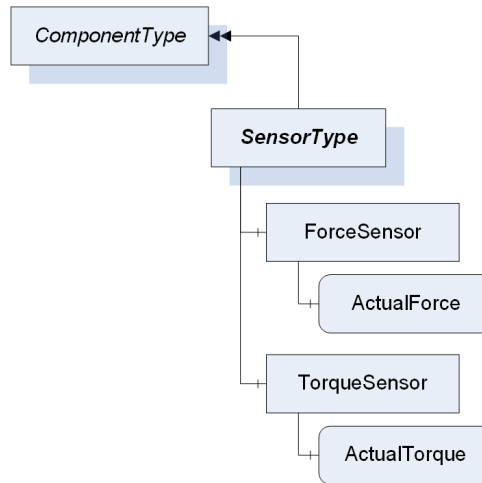 ComponentType
SensorType
ForceSensor
ActualForce
TorqueSensor
ActualTorque